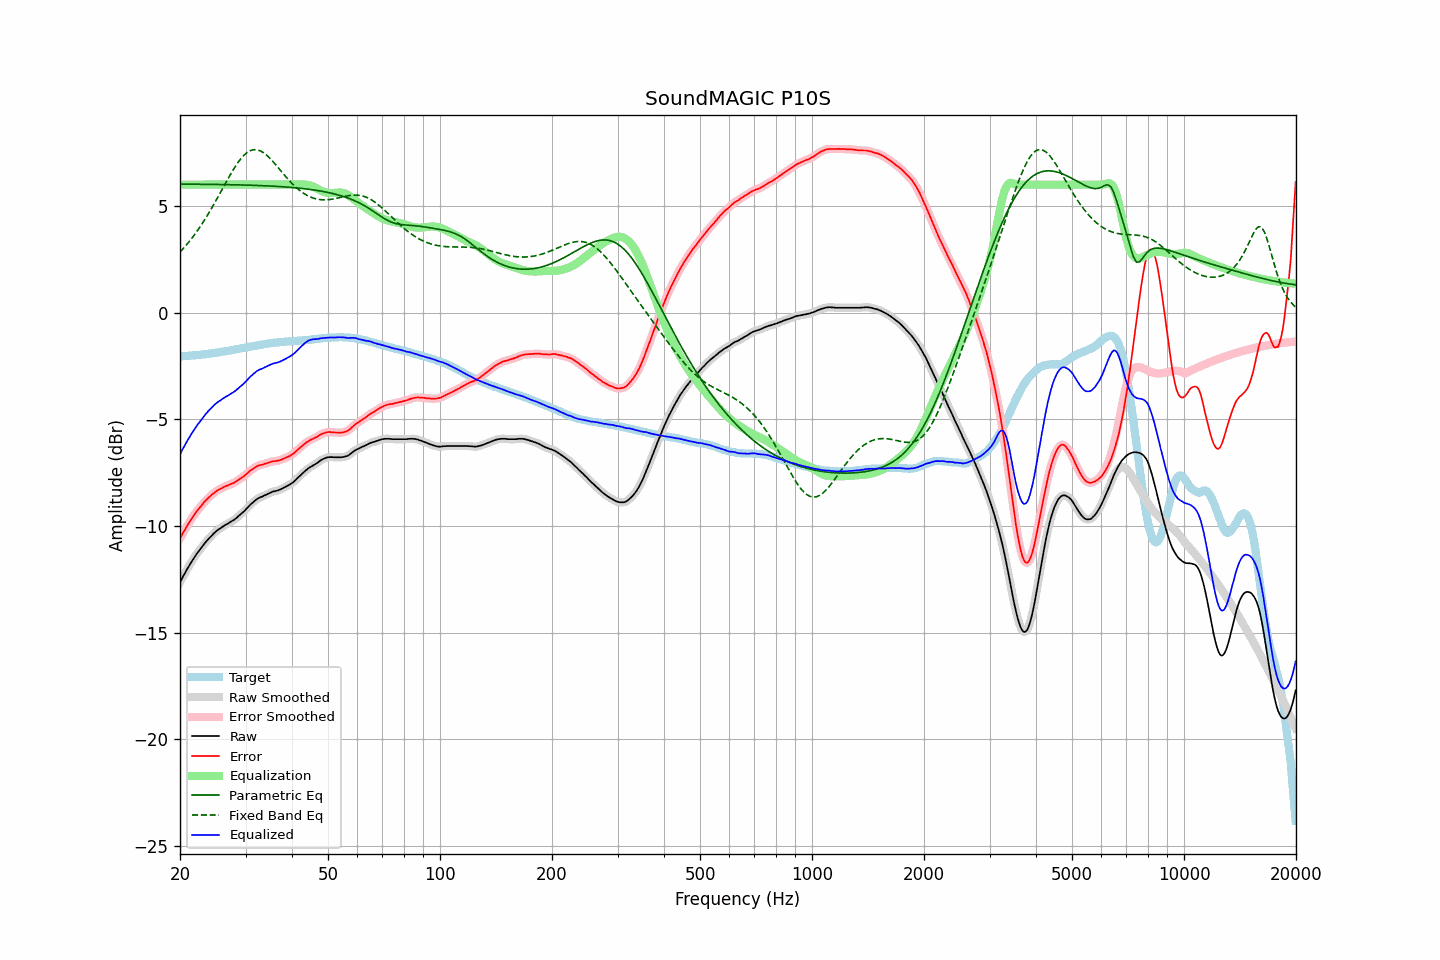 SoundMAGIC P10S
Amplitude (dBr)
5
0
−5
−10
−15
−20
−25
Target
Raw Smoothed
Error Smoothed
Raw
Error
Equalization
Parametric Eq
Fixed Band Eq
Equalized
20 50 100 200 500 1000 2000 5000 10000 20000
Frequency (Hz)